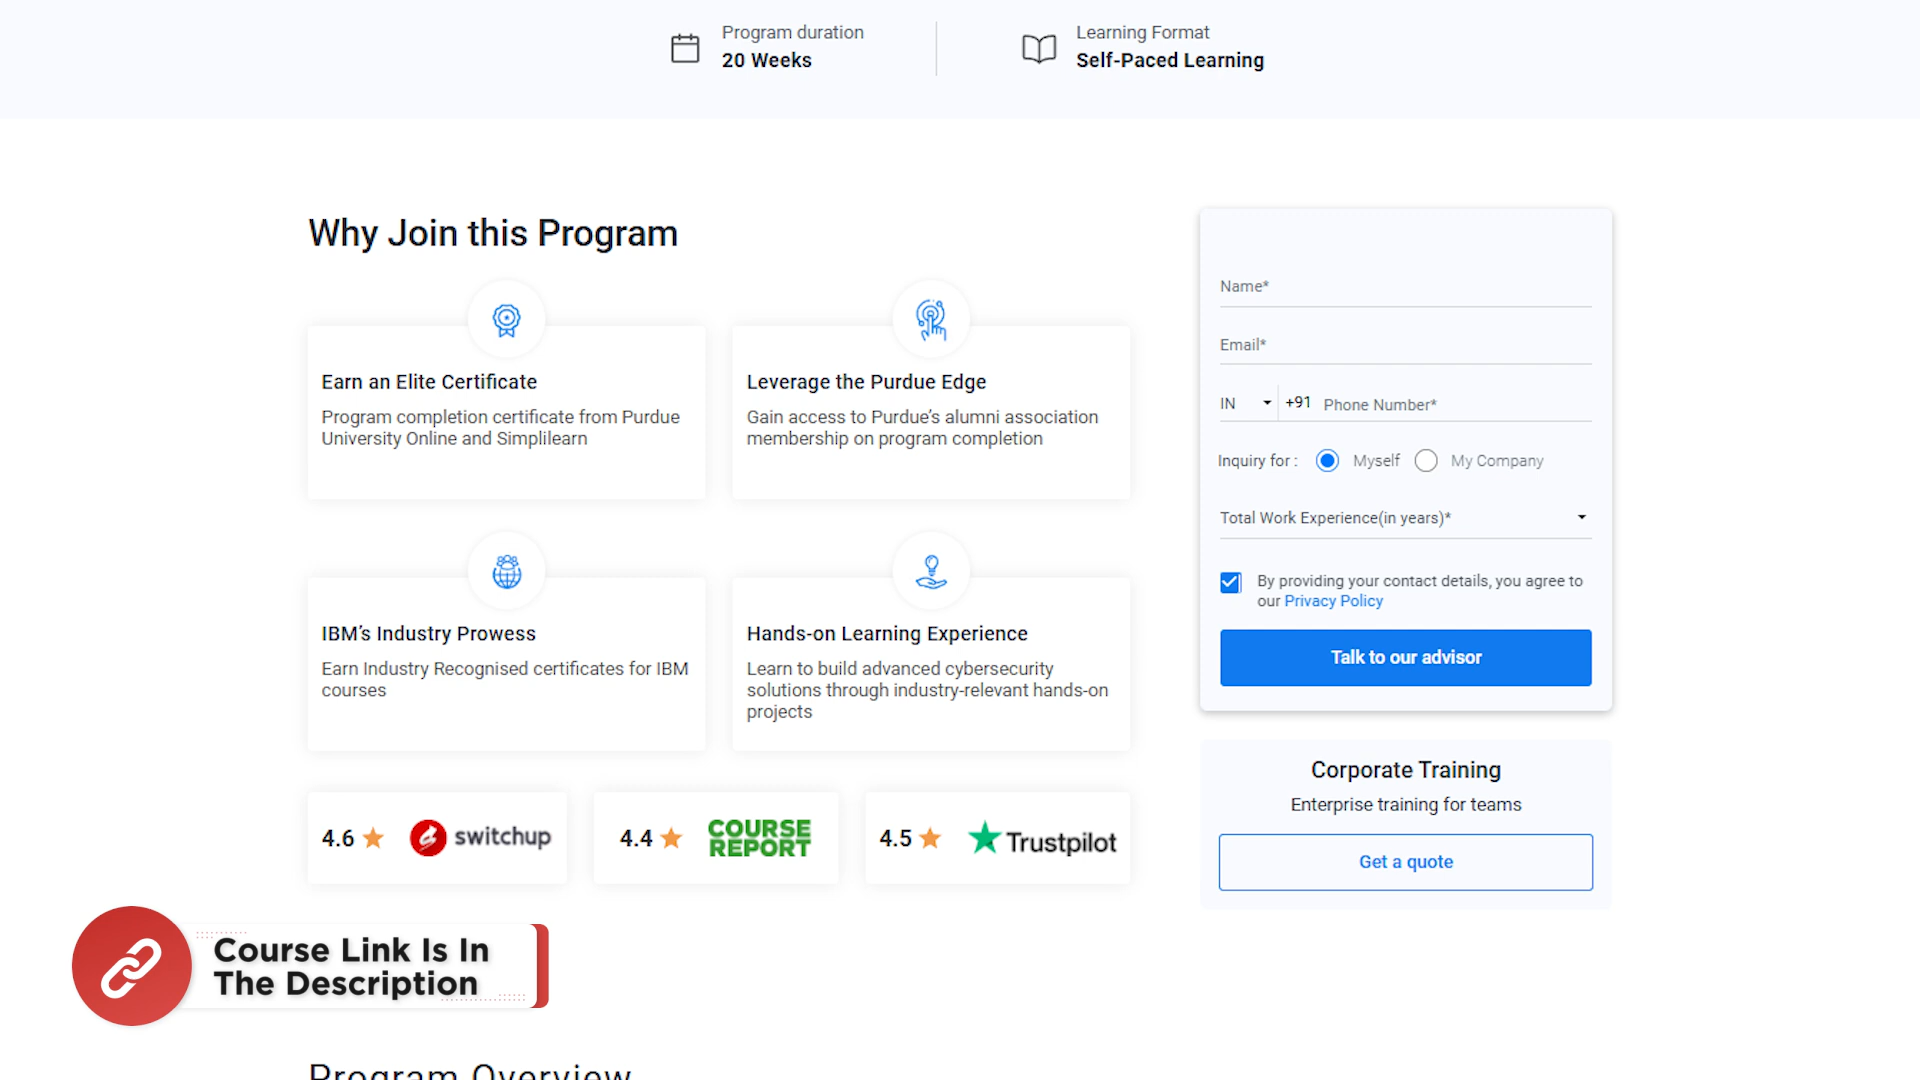 Program duration
20 Weeks
Learning Format
Self-Paced Learning
Why Join this Program
Earn an Elite Certificate
Program completion certificate from Purdue
University Online and Simplilearn
Leverage the Purdue Edge
Gain access to Purdue’s alumni association
membership on program completion
IBM’s Industry Prowess
Earn Industry Recognised certificates for IBM
courses
Hands-on Learning Experience
Learn to build advanced cybersecurity
solutions through industry-relevant hands-on
projects
4.6 switchup
4.4 COURSE
REPORT
4.5 Trustpilot
Name*
Email*
IN +91 Phone Number*
Inquiry for : Myself My Company
Total Work Experience(in years)*
By providing your contact details, you agree to
our Privacy Policy
Talk to our advisor
Corporate Training
Enterprise training for teams
Get a quote
Course Link Is In
The Description
Program Overview